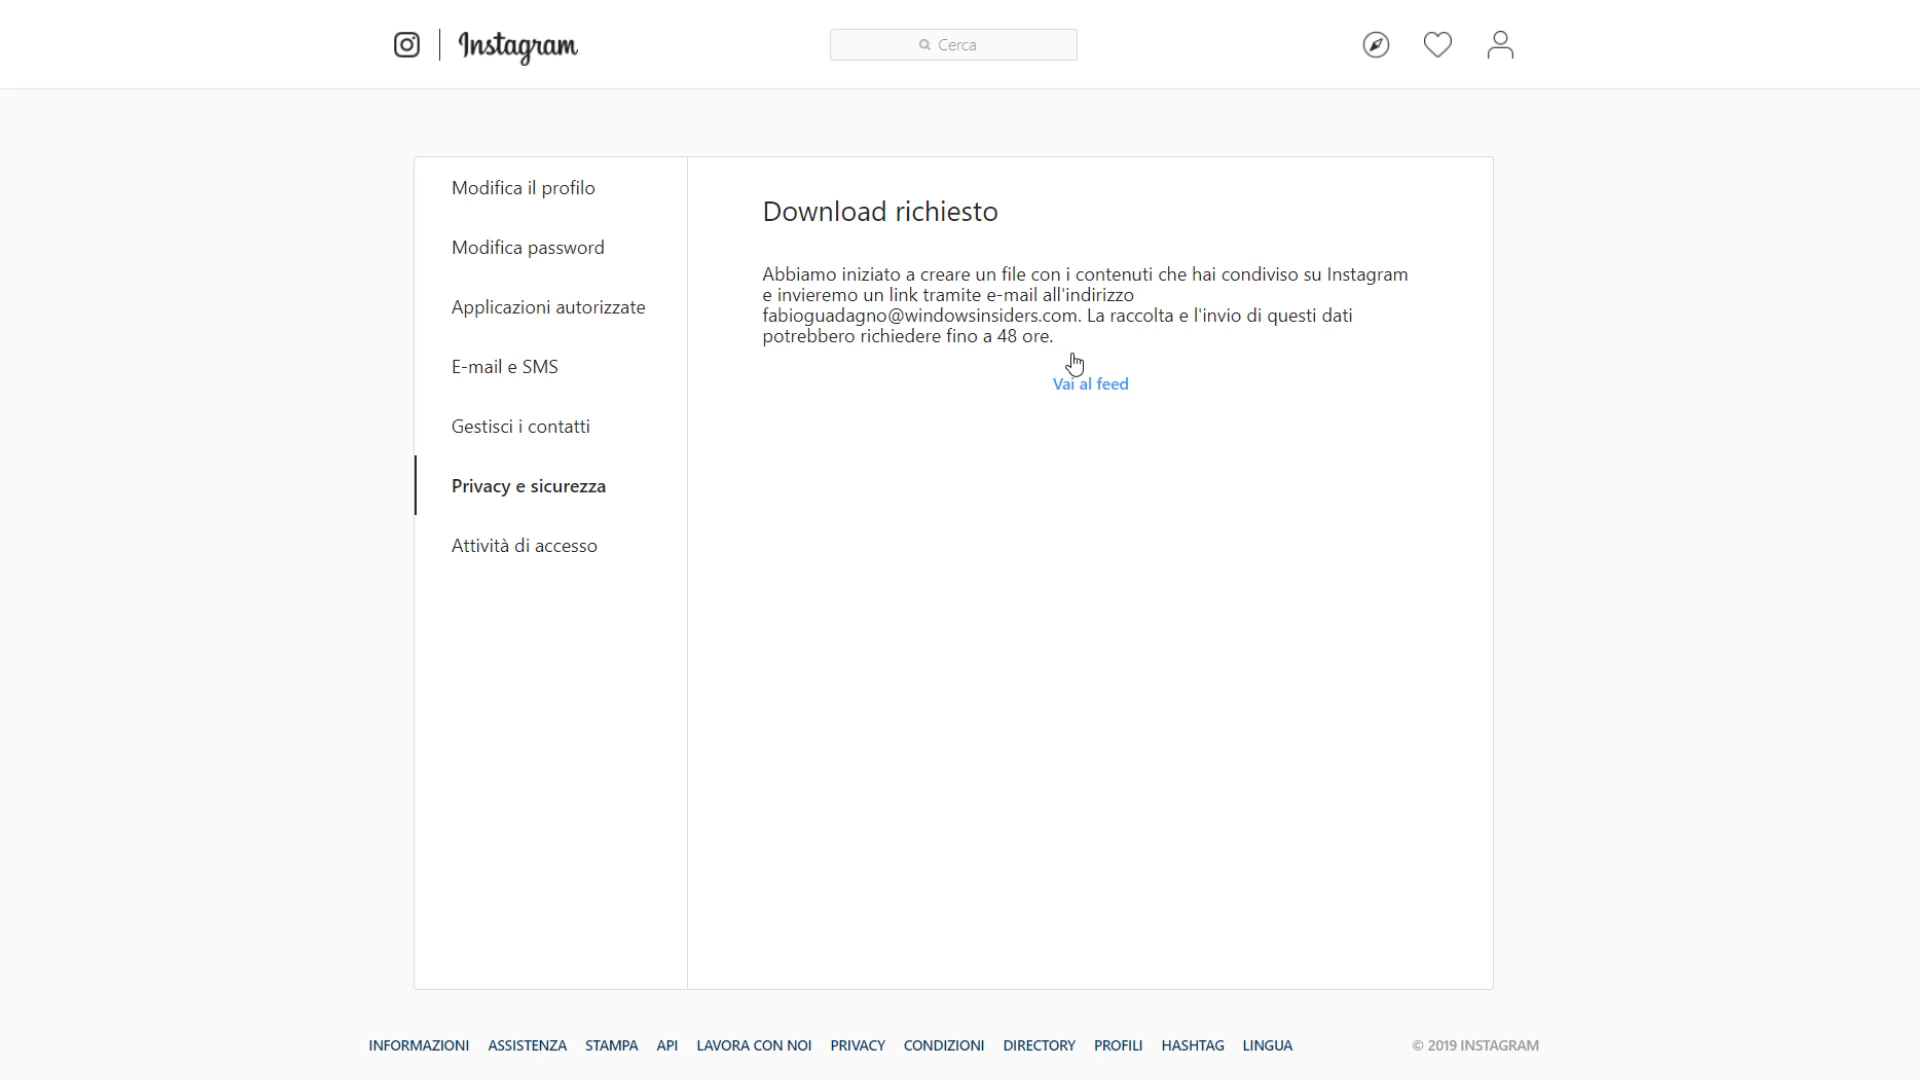 Instagram
Cerca
Modifica il profilo
Modifica password
Applicazioni autorizzate
E-mail e SMS
Gestisci i contatti
Privacy e sicurezza
Attività di accesso
Download richiesto
Abbiamo iniziato a creare un file con i contenuti che hai condiviso su Instagram
e invieremo un link tramite e-mail all'indirizzo
fabioguadagno@windowsinsiders.com. La raccolta e l'invio di questi dati
potrebbero richiedere fino a 48 ore.
Vai al feed
INFORMAZIONI ASSISTENZA STAMPA API LAVORA CON NOI PRIVACY CONDIZIONI DIRECTORY PROFILI HASHTAG LINGUA © 2019 INSTAGRAM